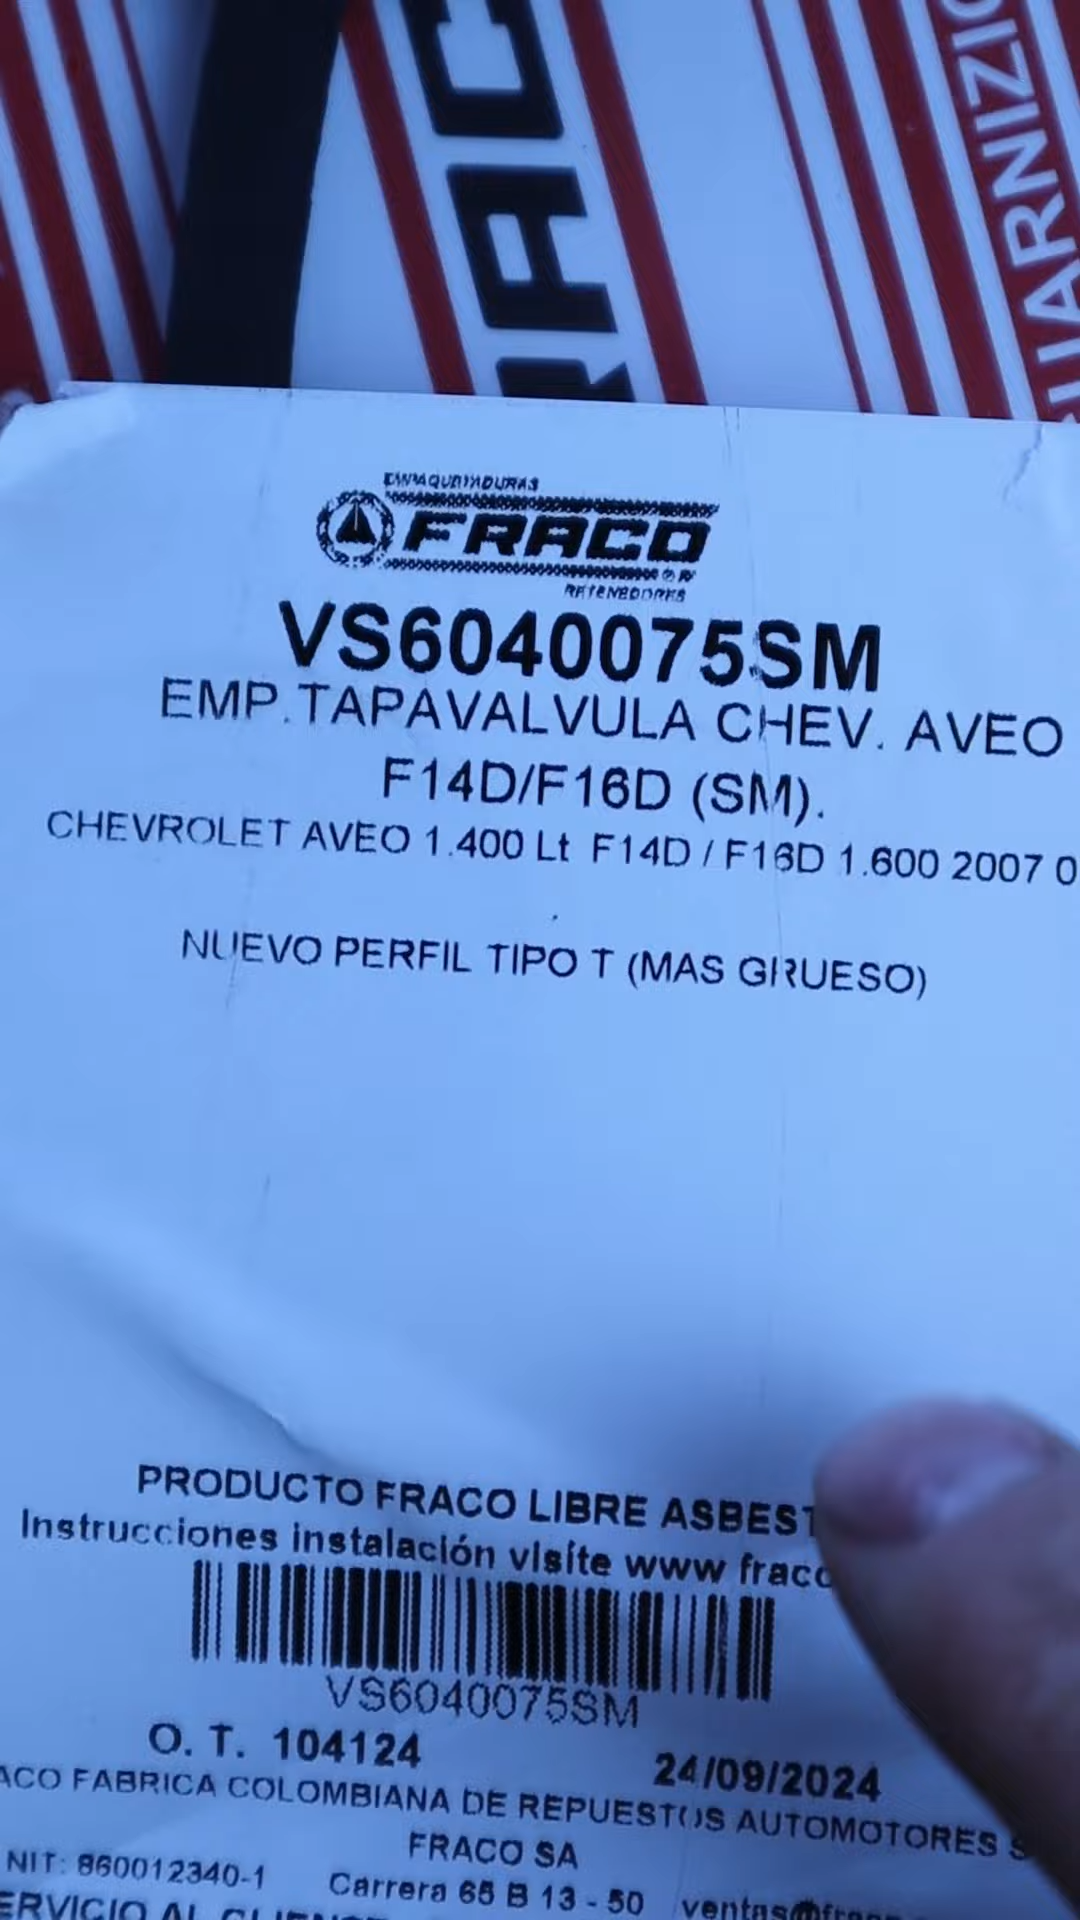 GUARNIZIO
EMPAQUETADURAS
FRACO
RETENEDORES
VS6040075SM
EMP.TAPAVALVULA CHEV. AVEO
F14D/F16D (SM).
CHEVROLET AVEO 1.400 Lt F14D / F16D 1.600 2007 0
NUEVO PERFIL TIPO T (MAS GRUESO)
PRODUCTO FRACO LIBRE ASBEST
Instrucciones instalación visite www fraco
VS6040075SM
O. T. 104124 24/09/2024
ACO FABRICA COLOMBIANA DE REPUESTOS AUTOMOTORES S
FRACO SA
NIT: 860012340-1 Carrera 65 B 13 - 50 ventas@fra
ERVICIO AL CLIENT